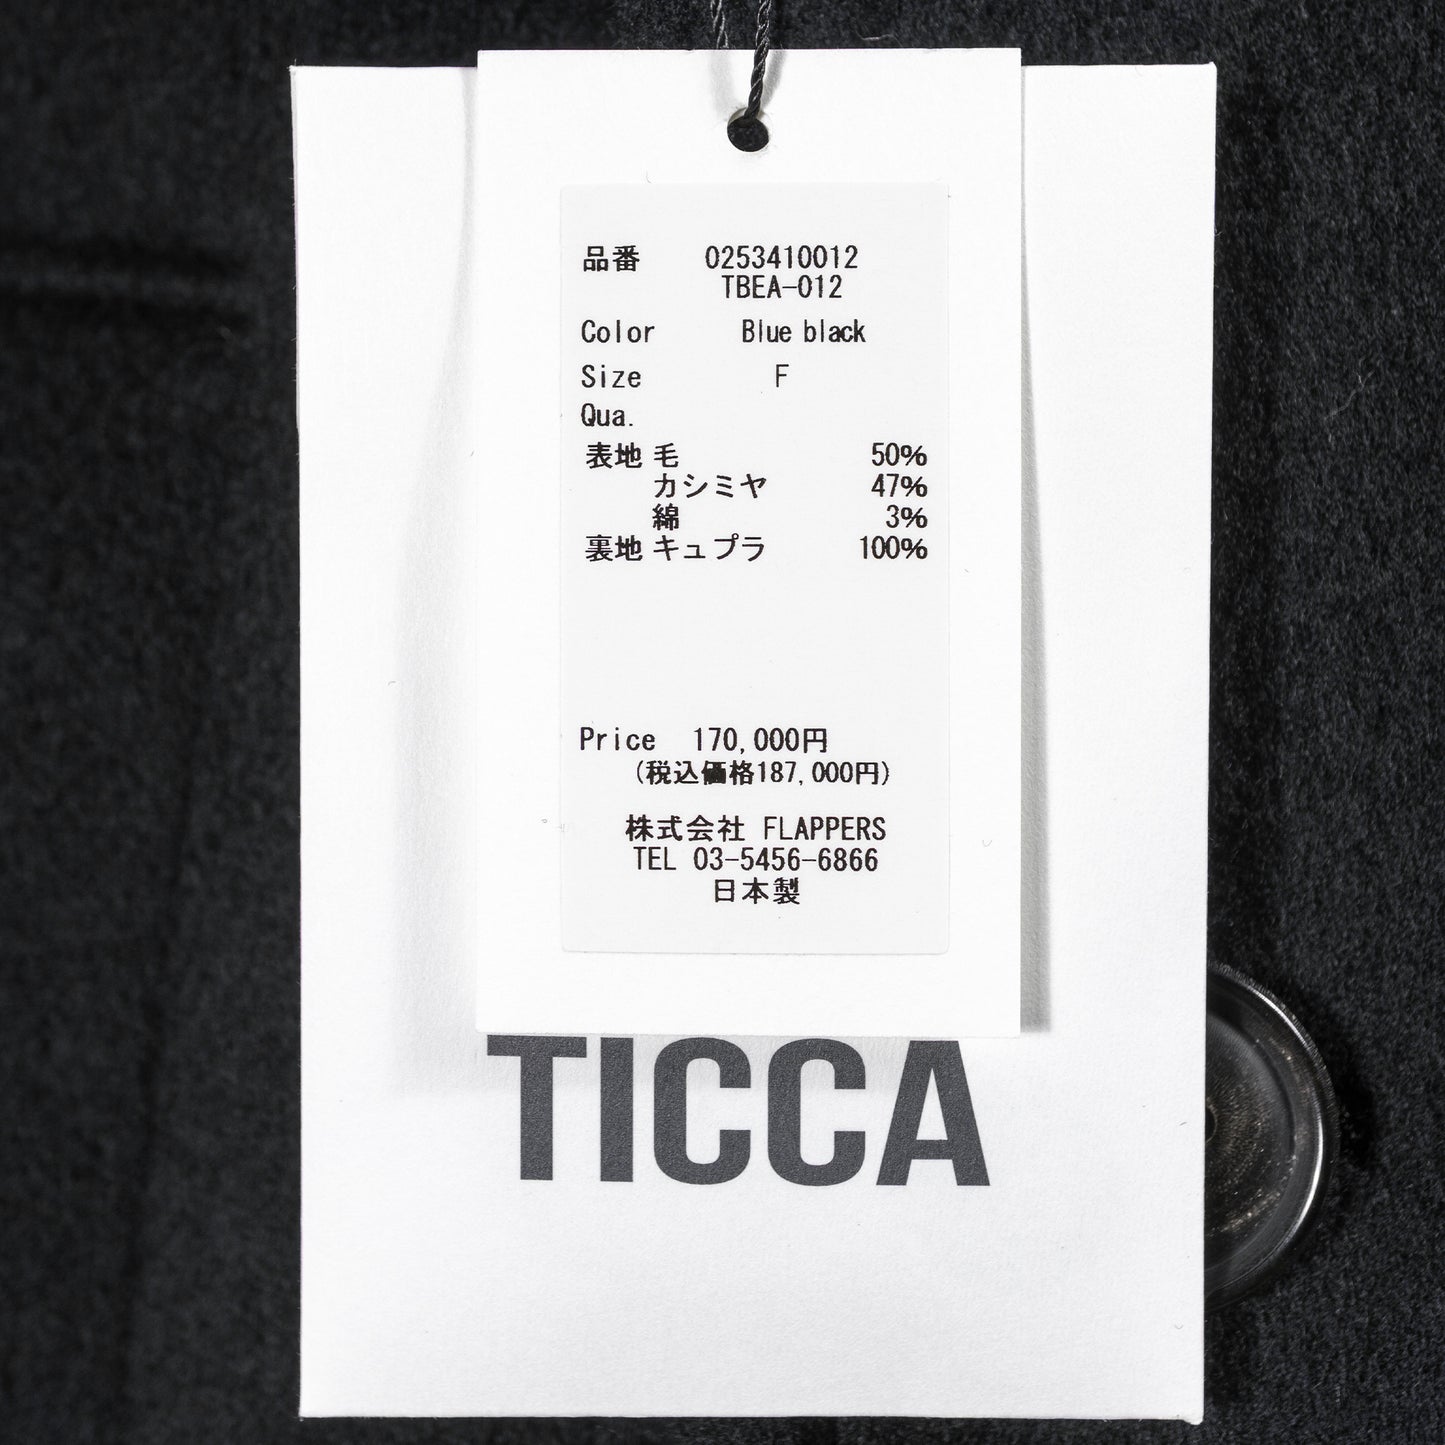 品番 0253410012
TBEA-012
Color Blue black
Size F
Qua.
表地 毛 50%
カシミヤ 47%
綿 3%
裏地 キュプラ 100%
Price 170,000円
(税込価格187,000円)
株式会社 FLAPPERS
TEL 03-5456-6866
日本製
TICCA